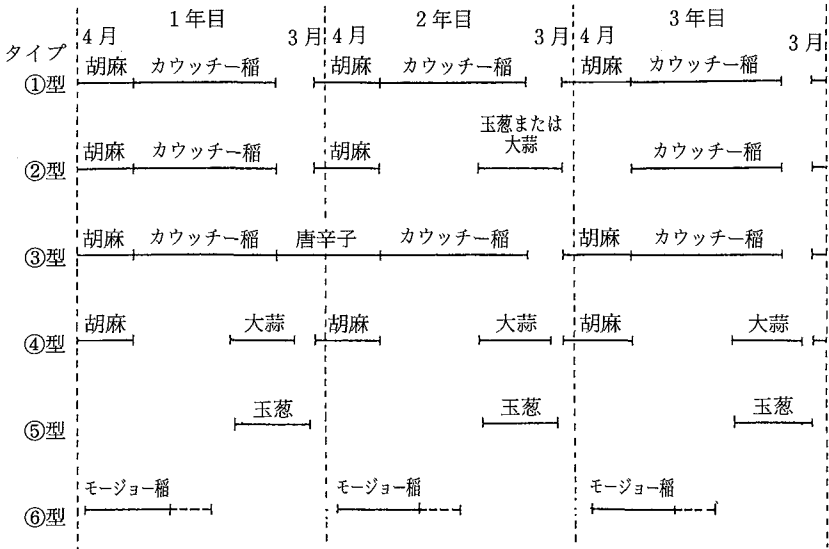 1年目 2年目 3年目
4月 3月 4月 3月 4月 3月
タイプ
①型 胡麻 カウッチー稲 胡麻 カウッチー稲 胡麻 カウッチー稲
玉葱または
②型 胡麻 カウッチー稲 胡麻 大蒜 カウッチー稲
③型 胡麻 カウッチー稲 唐辛子 カウッチー稲 胡麻 カウッチー稲
④型 胡麻 大蒜 胡麻 大蒜 胡麻 大蒜
⑤型 玉葱 玉葱 玉葱
⑥型 モージョー稲 モージョー稲 モージョー稲